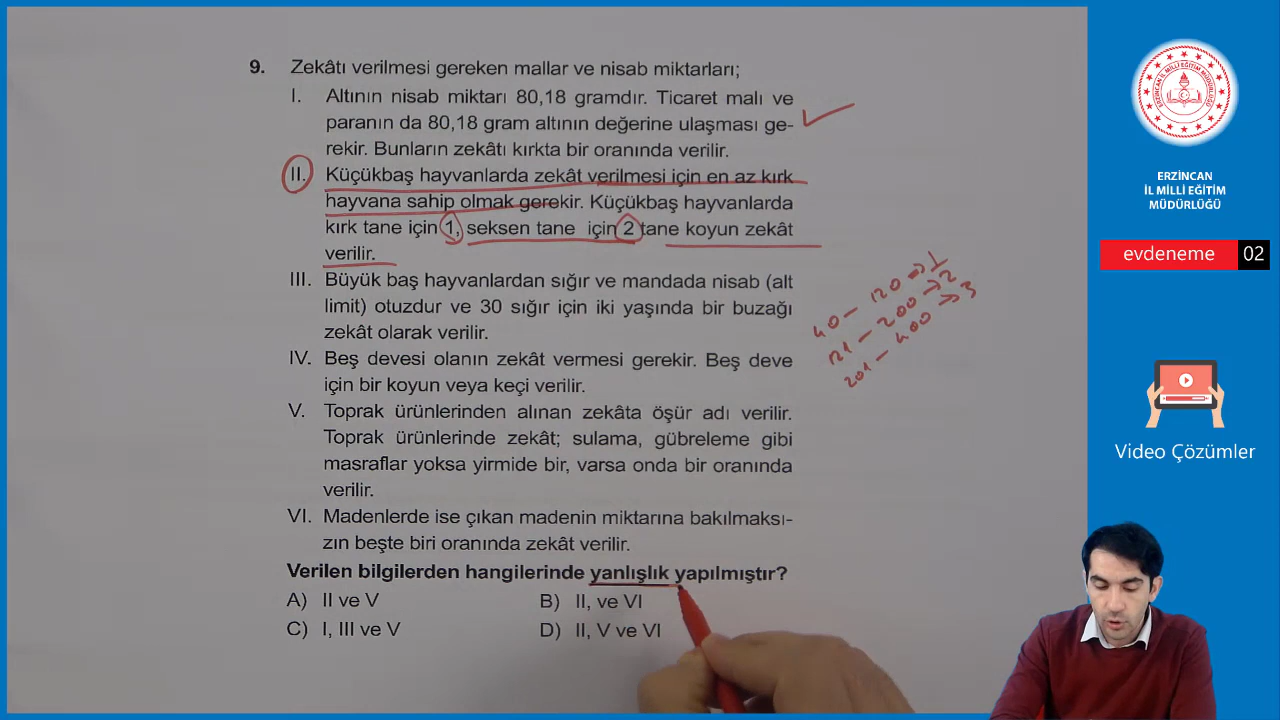 9. Zekâtı verilmesi gereken mallar ve nisab miktarları;
I. Altının nisab miktarı 80,18 gramdır. Ticaret malı ve
paranın da 80,18 gram altının değerine ulaşması ge-
rekir. Bunların zekâtı kırkta bir oranında verilir.
II. Küçükbaş hayvanlarda zekât verilmesi için en az kırk
hayvana sahip olmak gerekir. Küçükbaş hayvanlarda
kırk tane için 1, seksen tane için 2 tane koyun zekât
verilir.
III. Büyük baş hayvanlardan sığır ve mandada nisab (alt
limit) otuzdur ve 30 sığır için iki yaşında bir buzağı
zekât olarak verilir.
IV. Beş devesi olanın zekât vermesi gerekir. Beş deve
için bir koyun veya keçi verilir.
V. Toprak ürünlerinden alınan zekâta öşür adı verilir.
Toprak ürünlerinde zekât; sulama, gübreleme gibi
masraflar yoksa yirmide bir, varsa onda bir oranında
verilir.
VI. Madenlerde ise çıkan madenin miktarına bakılmaksı-
zın beşte biri oranında zekât verilir.
Verilen bilgilerden hangilerinde yanlışlık yapılmıştır?
A) II ve V B) II, ve VI
C) I, III ve V D) II, V ve VI
40 – 120 ⇒ 1
121 – 200 → 2
201 – 400 → 3
ERZİNCAN İL MİLLİ EĞİTİM MÜDÜRLÜĞÜ
ERZİNCAN
İL MİLLİ EĞİTİM
MÜDÜRLÜĞÜ
evdeneme 02
Video Çözümler